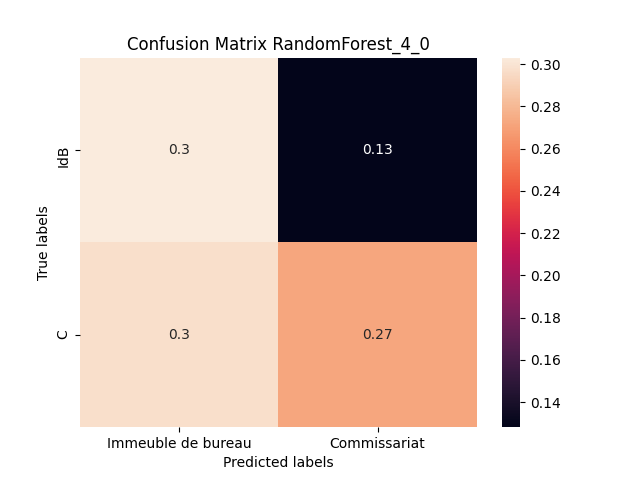 Confusion Matrix RandomForest_4_0
IdB
C
True labels
0.3
0.13
0.3
0.27
Immeuble de bureau
Commissariat
Predicted labels
0.30
0.28
0.26
0.24
0.22
0.20
0.18
0.16
0.14